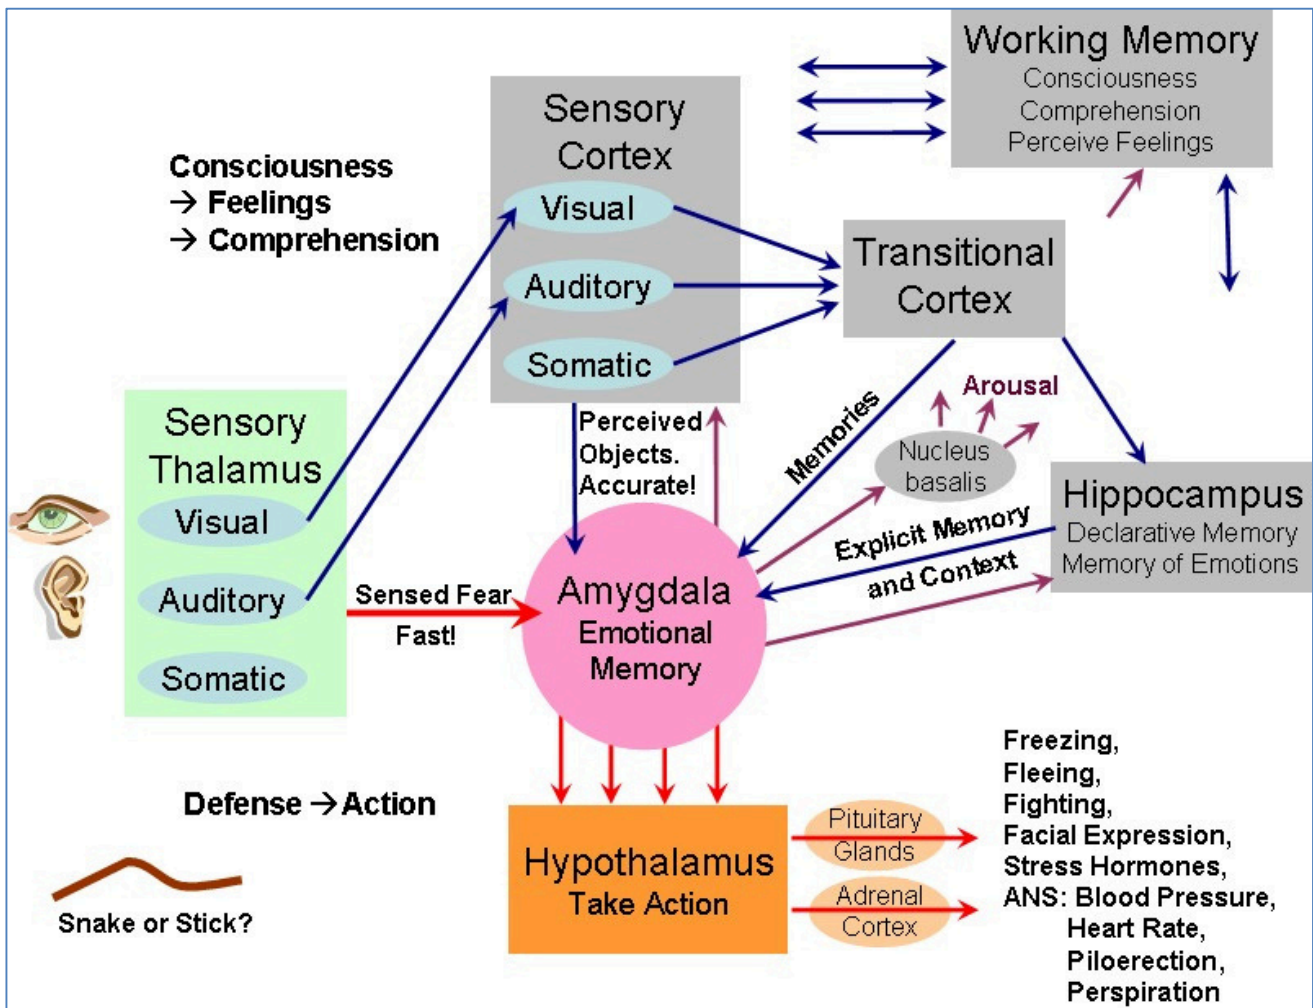 Working Memory
Consciousness
Comprehension
Perceive Feelings
Sensory
Cortex
Visual
Auditory
Somatic
Consciousness
→ Feelings
→ Comprehension
Transitional
Cortex
Sensory
Thalamus
Visual
Auditory
Somatic
Perceived
Objects.
Accurate!
Memories
Arousal
Nucleus
basalis
Hippocampus
Declarative Memory
Memory of Emotions
Explicit Memory
and Context
Sensed Fear
Fast!
Amygdala
Emotional
Memory
Defense → Action
Snake or Stick?
Hypothalamus
Take Action
Pituitary
Glands
Adrenal
Cortex
Freezing,
Fleeing,
Fighting,
Facial Expression,
Stress Hormones,
ANS: Blood Pressure,
Heart Rate,
Piloerection,
Perspiration